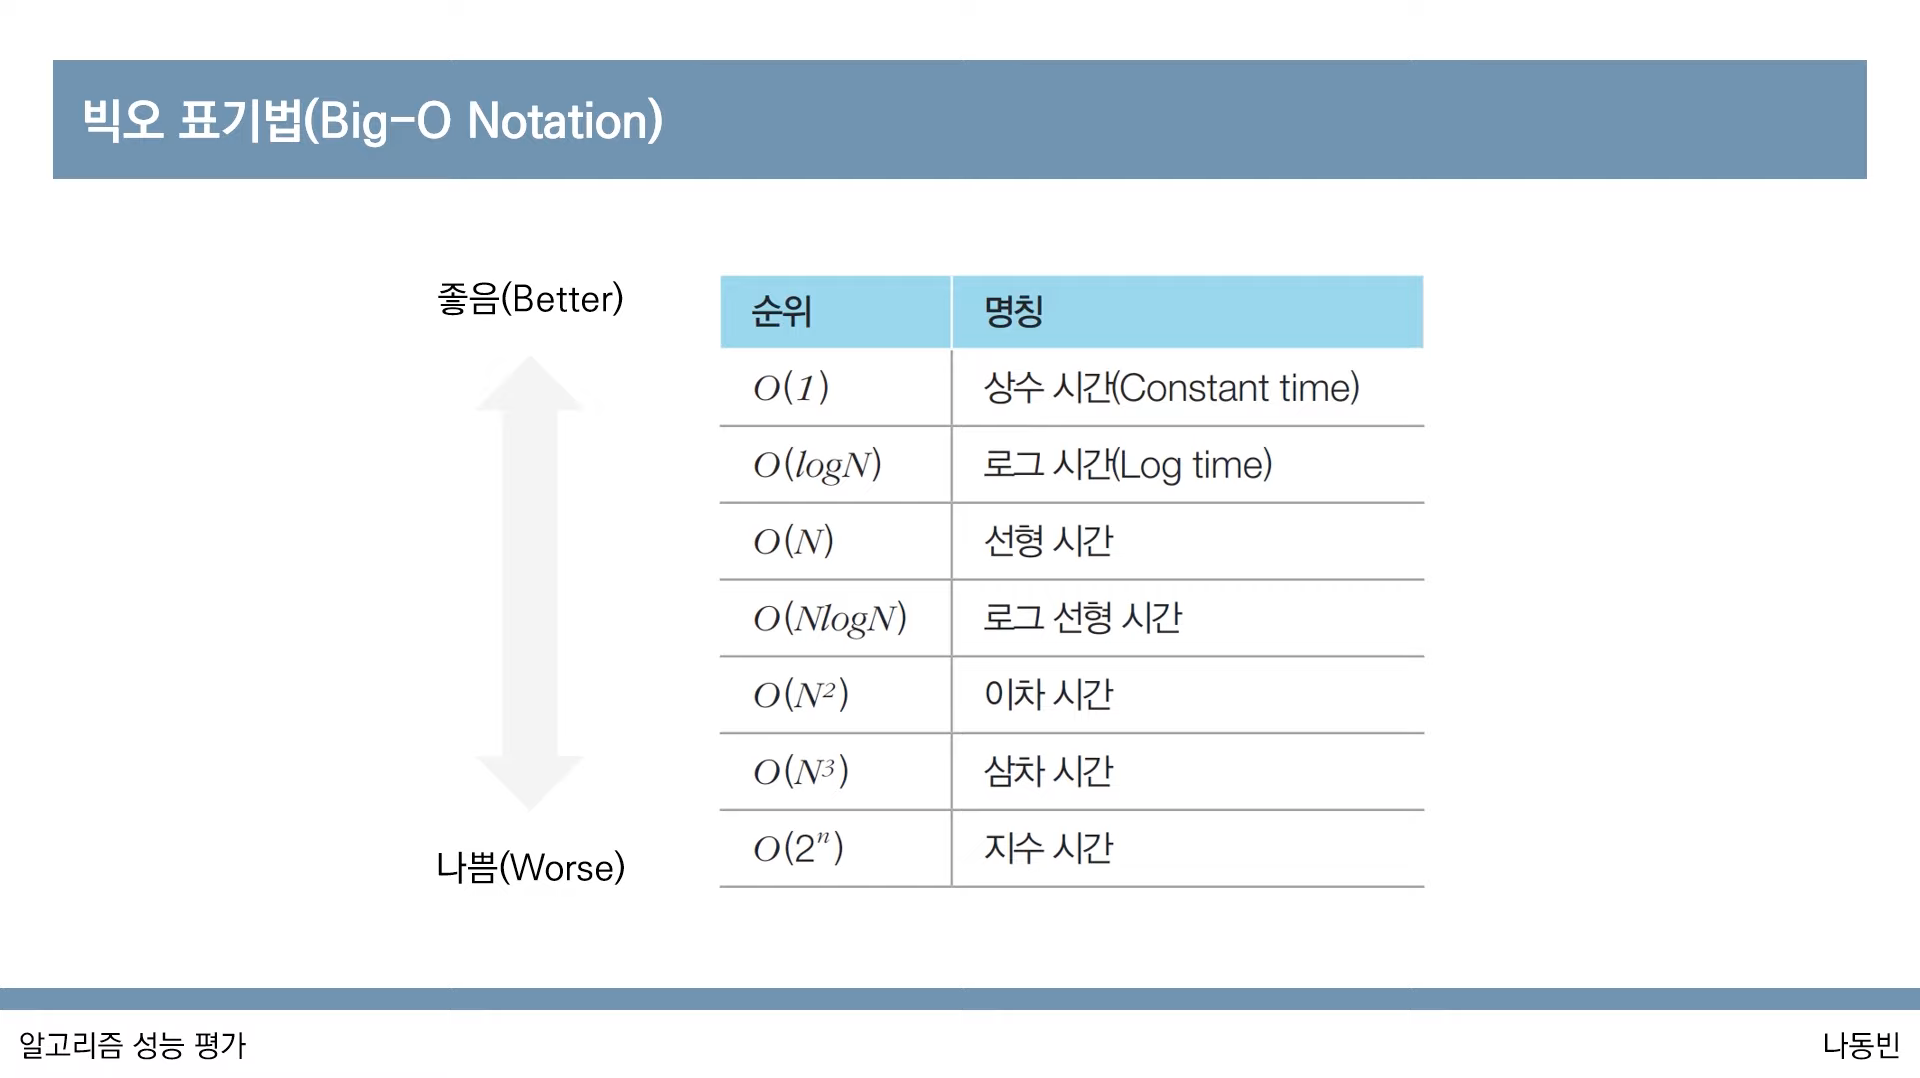 빅오 표기법(Big-O Notation)
좋음(Better)
나쁨(Worse)
순위 명칭
O(1) 상수 시간(Constant time)
O(logN) 로그 시간(Log time)
O(N) 선형 시간
O(NlogN) 로그 선형 시간
O(N²) 이차 시간
O(N³) 삼차 시간
O(2ⁿ) 지수 시간
알고리즘 성능 평가
나동빈